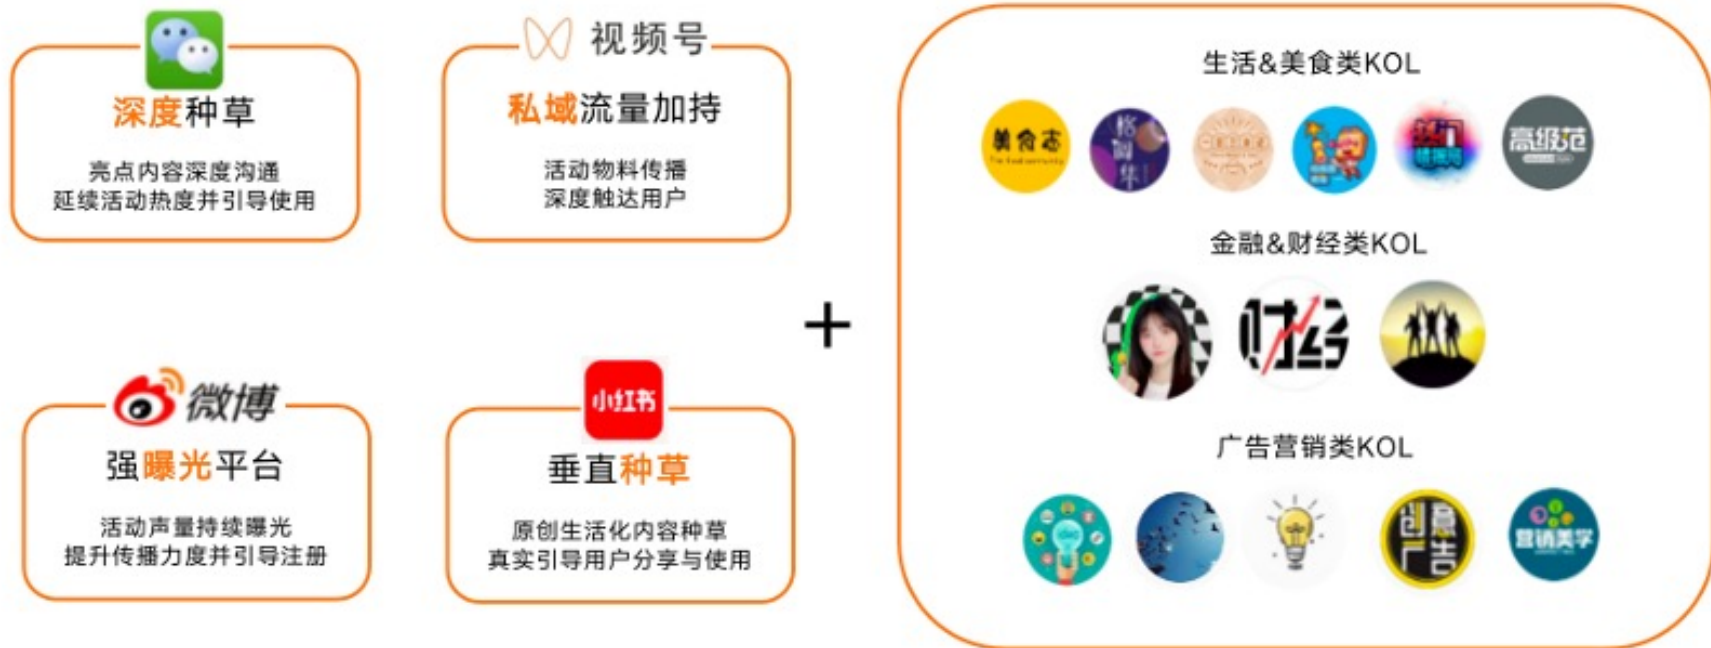 深度种草
亮点内容深度沟通
延续活动热度并引导使用
视频号
私域流量加持
活动物料传播
深度触达用户
微博
强曝光平台
活动声量持续曝光
提升传播力度并引导注册
小红书
垂直种草
原创生活化内容种草
真实引导用户分享与使用
+
生活&美食类KOL
美食志
格调
热门
高级范
金融&财经类KOL
财经
广告营销类KOL
创意
广告
营销美学